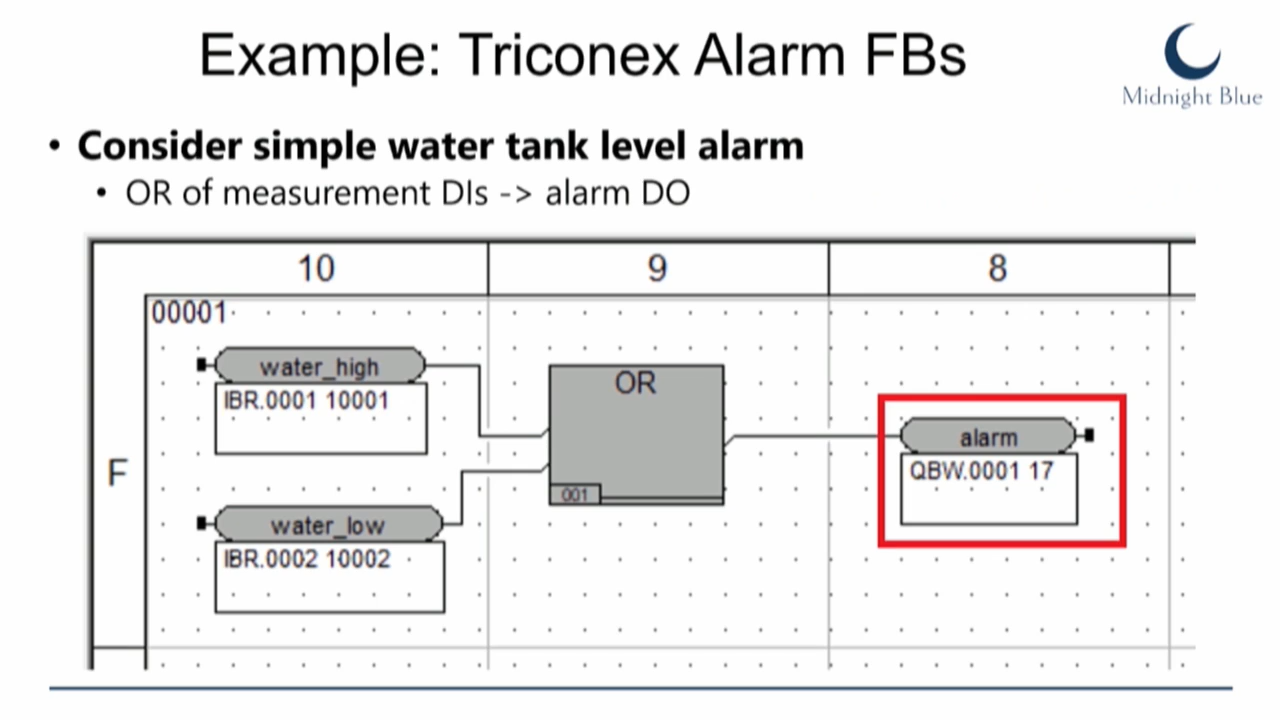 Example: Triconex Alarm FBs
Midnight Blue
• Consider simple water tank level alarm
• OR of measurement DIs -> alarm DO
10 9 8
00001
water_high
IBR.0001 10001
OR
alarm
QBW.0001 17
F
001
water_low
IBR.0002 10002